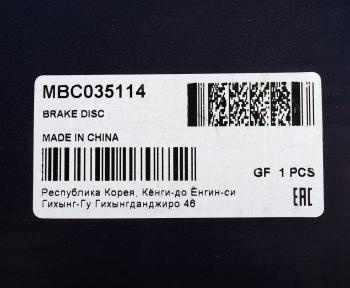 MBC035114
BRAKE DISC
MADE IN CHINA
GF 1 PCS
Республика Корея, Кёнги-до Ёнгин-си
Гихынг-Гу Гихынгданджиро 46
EAC